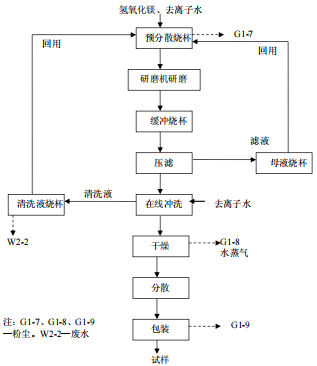 氢氧化镁、去离子水
回用
预分散烧杯
G1-7
回用
研磨机研磨
缓冲烧杯
滤液
压滤
母液烧杯
清洗液
清洗液烧杯
在线冲洗
去离子水
W2-2
干燥
G1-8
水蒸气
分散
注：G1-7、G1-8、G1-9
—粉尘。W2-2—废水
包装
G1-9
试样